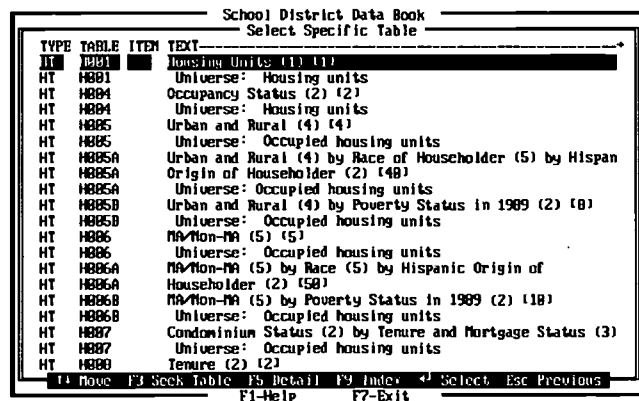 School District Data Book
Select Specific Table
TYPE TABLE ITEM TEXT
HT H001 Housing Units (1) [1]
HT H001 Universe: Housing units
HT H004 Occupancy Status (2) [2]
HT H004 Universe: Housing units
HT H005 Urban and Rural (4) [4]
HT H005 Universe: Occupied housing units
HT H005A Urban and Rural (4) by Race of Householder (5) by Hispan
HT H005A Origin of Householder (2) [40]
HT H005A Universe: Occupied housing units
HT H005B Urban and Rural (4) by Poverty Status in 1989 (2) [8]
HT H005B Universe: Occupied housing units
HT H006 MA/Non-MA (5) [5]
HT H006 Universe: Occupied housing units
HT H006A MA/Non-MA (5) by Race (5) by Hispanic Origin of
HT H006A Householder (2) [50]
HT H006B MA/Non-MA (5) by Poverty Status in 1989 (2) [10]
HT H006B Universe: Occupied housing units
HT H007 Condominium Status (2) by Tenure and Mortgage Status (3)
HT H007 Universe: Occupied housing units
HT H008 Tenure (2) [2]
↑↓ Move F3 Seek Table F5 Detail F9 Index ↵ Select Esc Previous
F1-Help F7-Exit